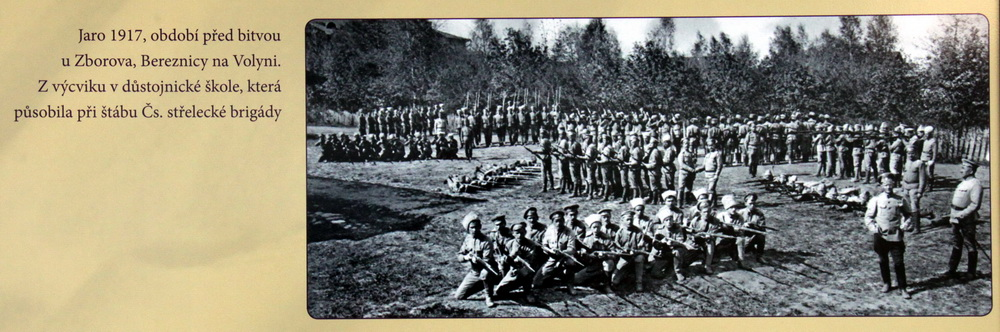 Jaro 1917, období před bitvou
u Zborova, Bereznicy na Volyni.
Z výcviku v důstojnické škole, která
působila při štábu Čs. střelecké brigády